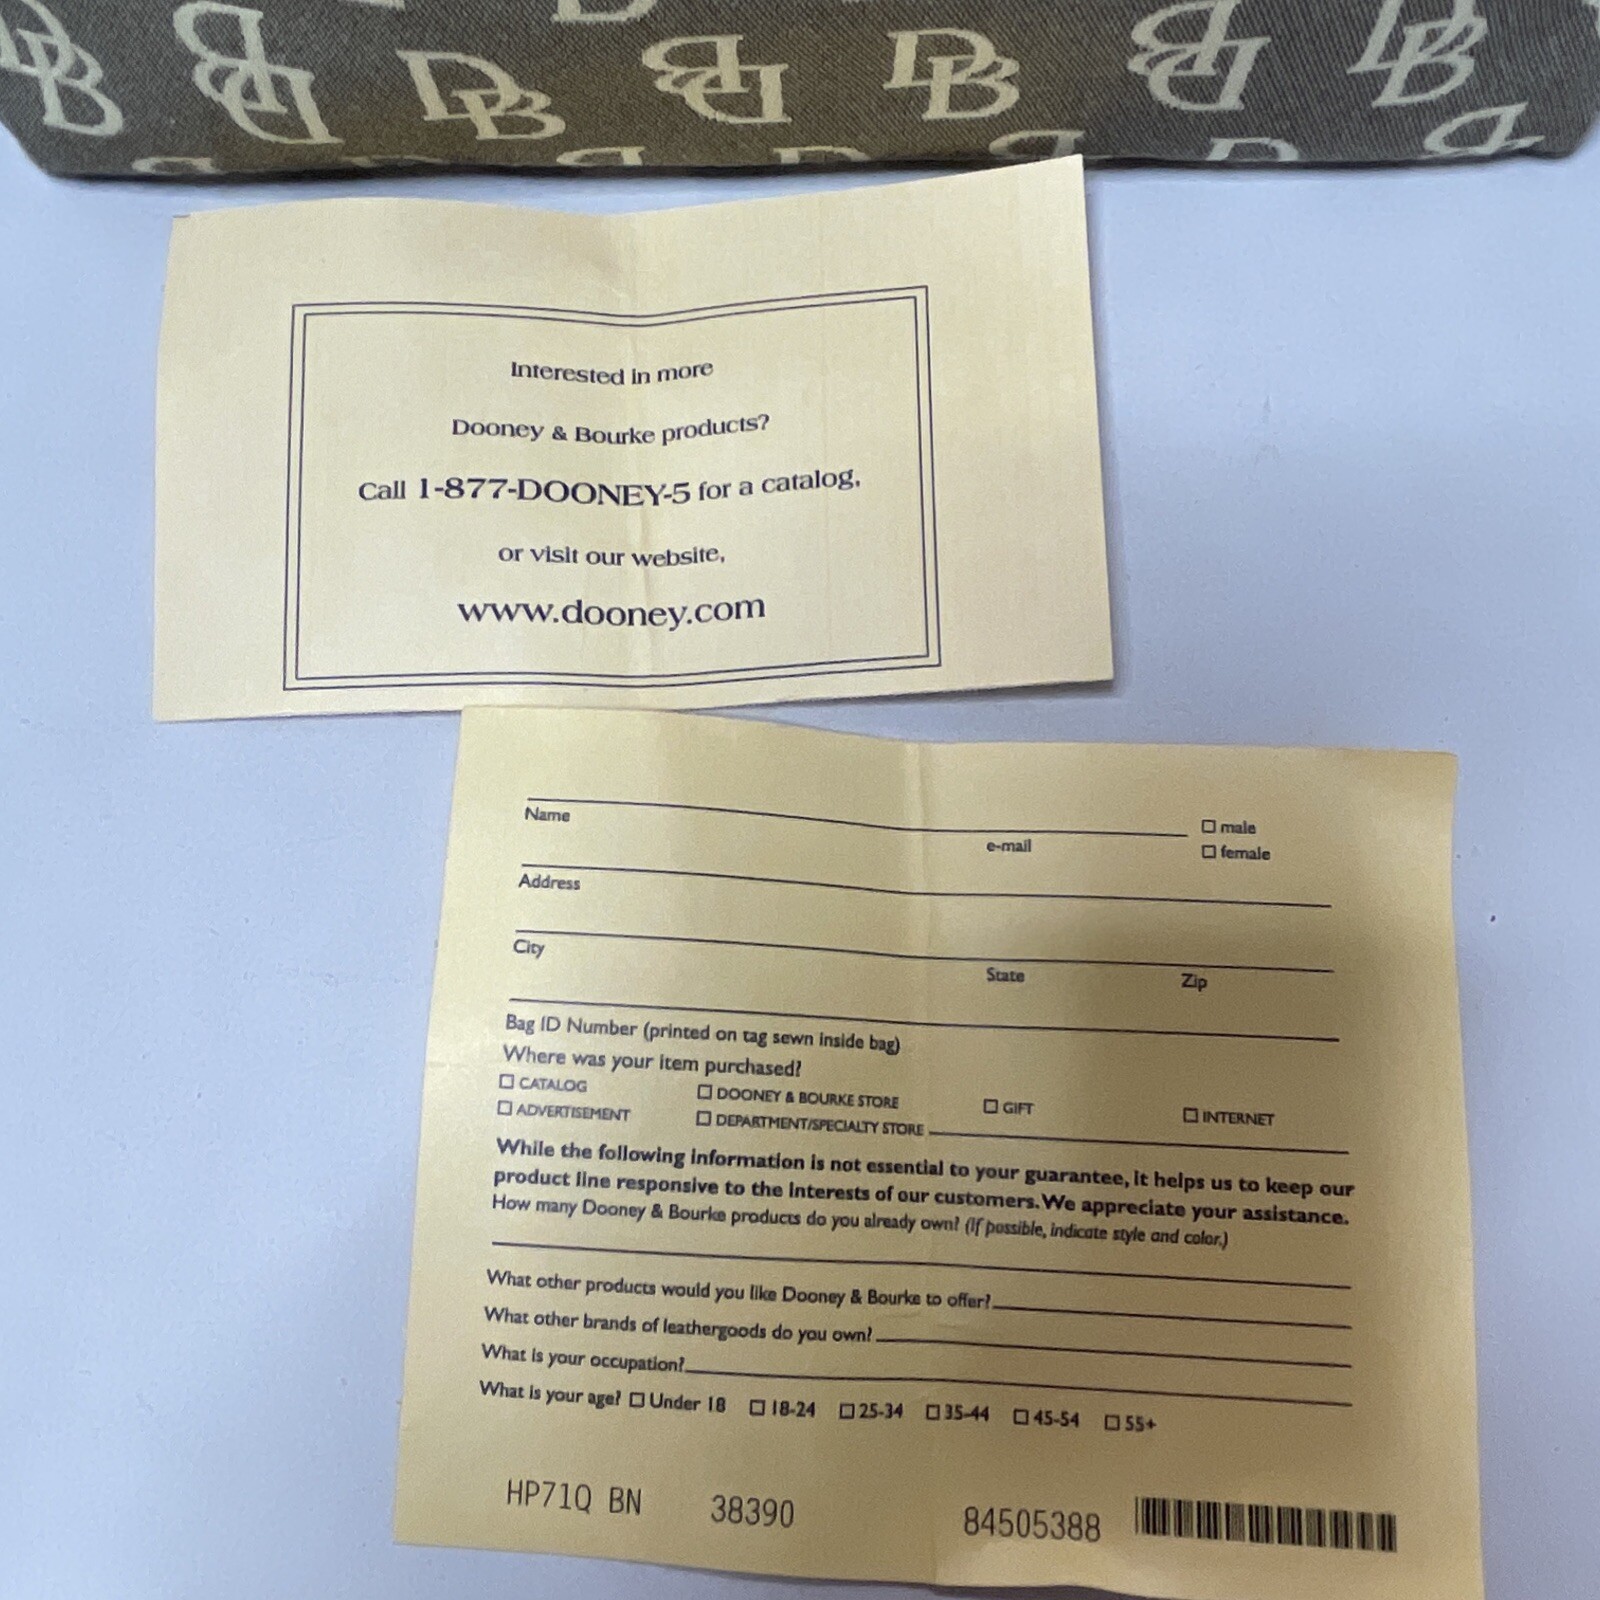 DB DB DB DB DB DB DB
Interested in more
Dooney & Bourke products?
Call 1-877-DOONEY-5 for a catalog,
or visit our website,
www.dooney.com
Name e-mail
☐ male
☐ female
Address
City State Zip
Bag ID Number (printed on tag sewn inside bag)
Where was your item purchased?
☐ CATALOG ☐ DOONEY & BOURKE STORE ☐ GIFT ☐ INTERNET
☐ ADVERTISEMENT ☐ DEPARTMENT/SPECIALTY STORE
While the following information is not essential to your guarantee, it helps us to keep our
product line responsive to the interests of our customers. We appreciate your assistance.
How many Dooney & Bourke products do you already own? (If possible, indicate style and color.)
What other products would you like Dooney & Bourke to offer?
What other brands of leathergoods do you own?
What is your occupation?
What is your age? ☐ Under 18 ☐ 18-24 ☐ 25-34 ☐ 35-44 ☐ 45-54 ☐ 55+
HP71Q BN 38390 84505388